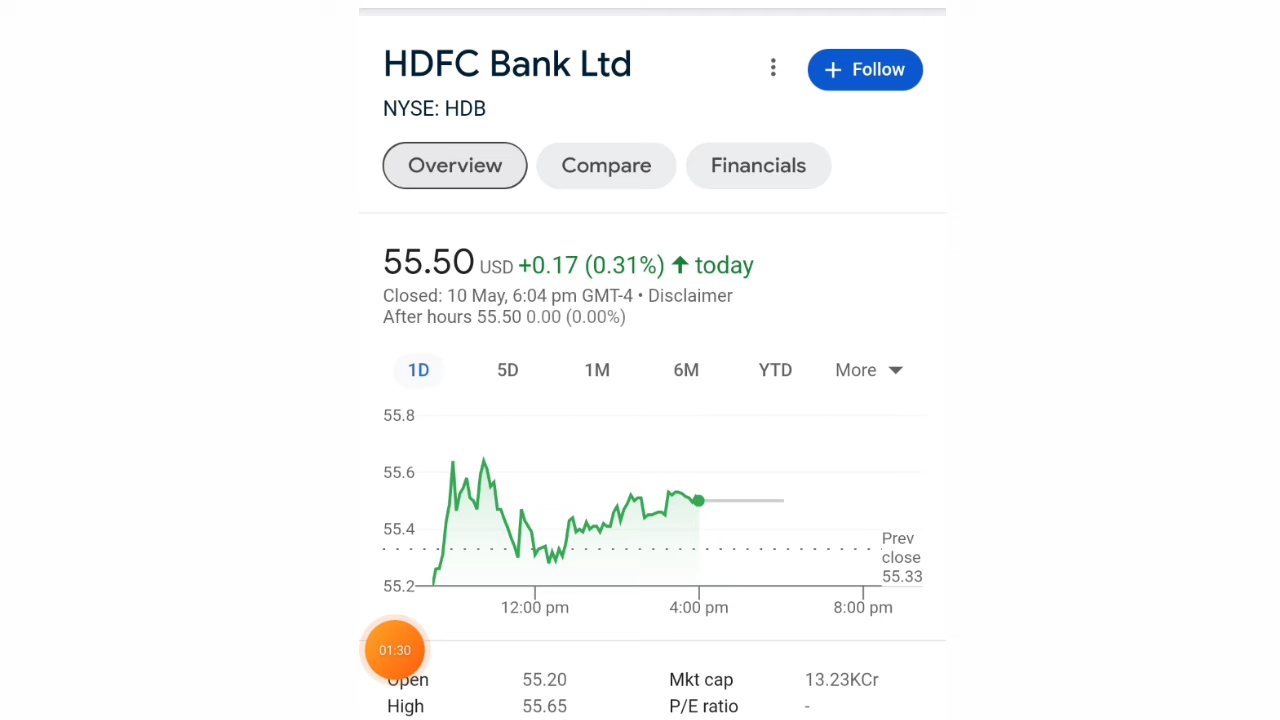 HDFC Bank Ltd
+ Follow
NYSE: HDB
Overview Compare Financials
55.50 USD +0.17 (0.31%) ↑ today
Closed: 10 May, 6:04 pm GMT-4 • Disclaimer
After hours 55.50 0.00 (0.00%)
1D 5D 1M 6M YTD More
55.8
55.6
55.4
55.2
Prev
close
55.33
12:00 pm 4:00 pm 8:00 pm
01:30
Open 55.20 Mkt cap 13.23KCr
High 55.65 P/E ratio -